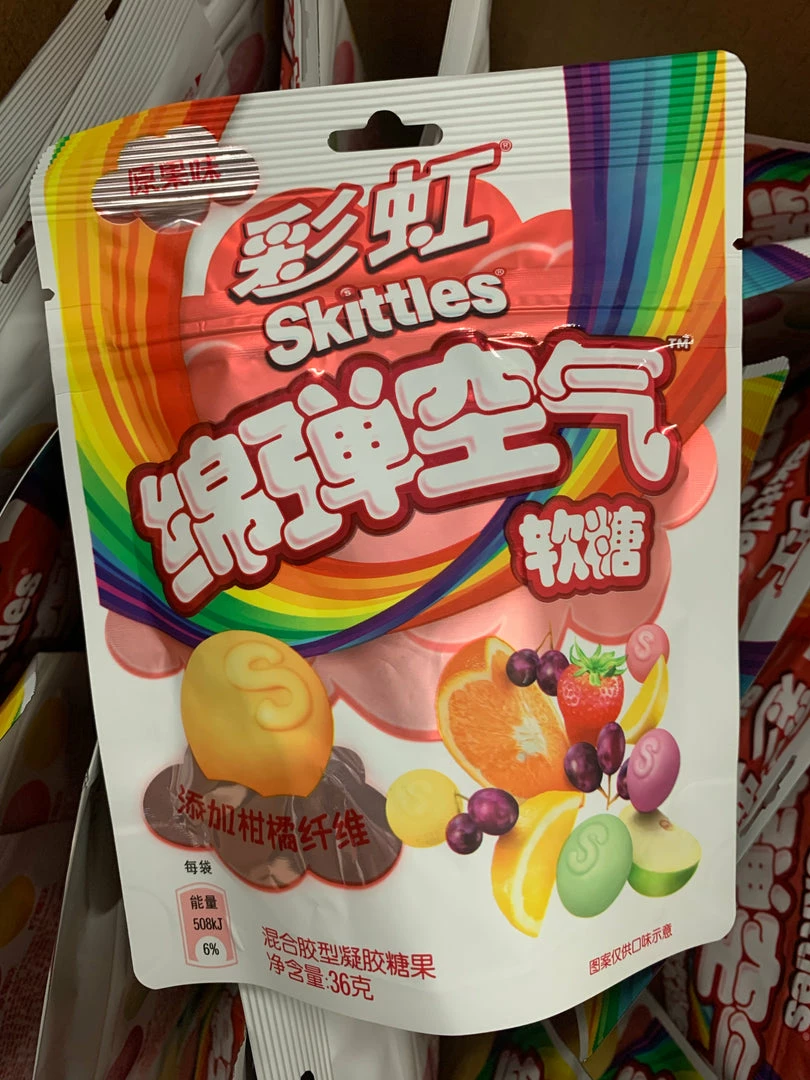 原果味
彩虹®
Skittles®
绵弹空气™
软糖
S
S
S
S
S
添加柑橘纤维
每袋
能量
508kJ
6%
混合胶型凝胶糖果
净含量:36克
图案仅供口味示意